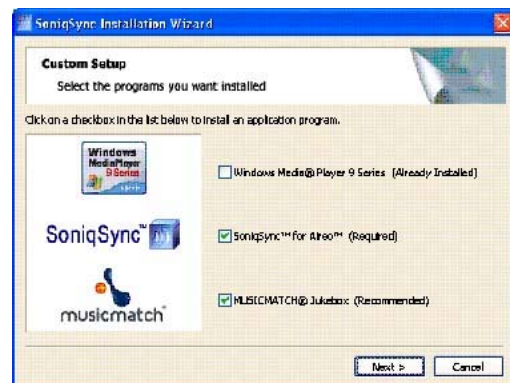 SoniqSync Installation Wizard
Custom Setup
Select the programs you want installed
Click on a checkbox in the list below to install an application program.
Windows
MediaPlayer
9 Series
Windows Media® Player 9 Series (Already Installed)
SoniqSync™
SoniqSync™ for Aireo™ (Required)
musicmatch
MUSICMATCH® Jukebox (Recommended)
Next >
Cancel